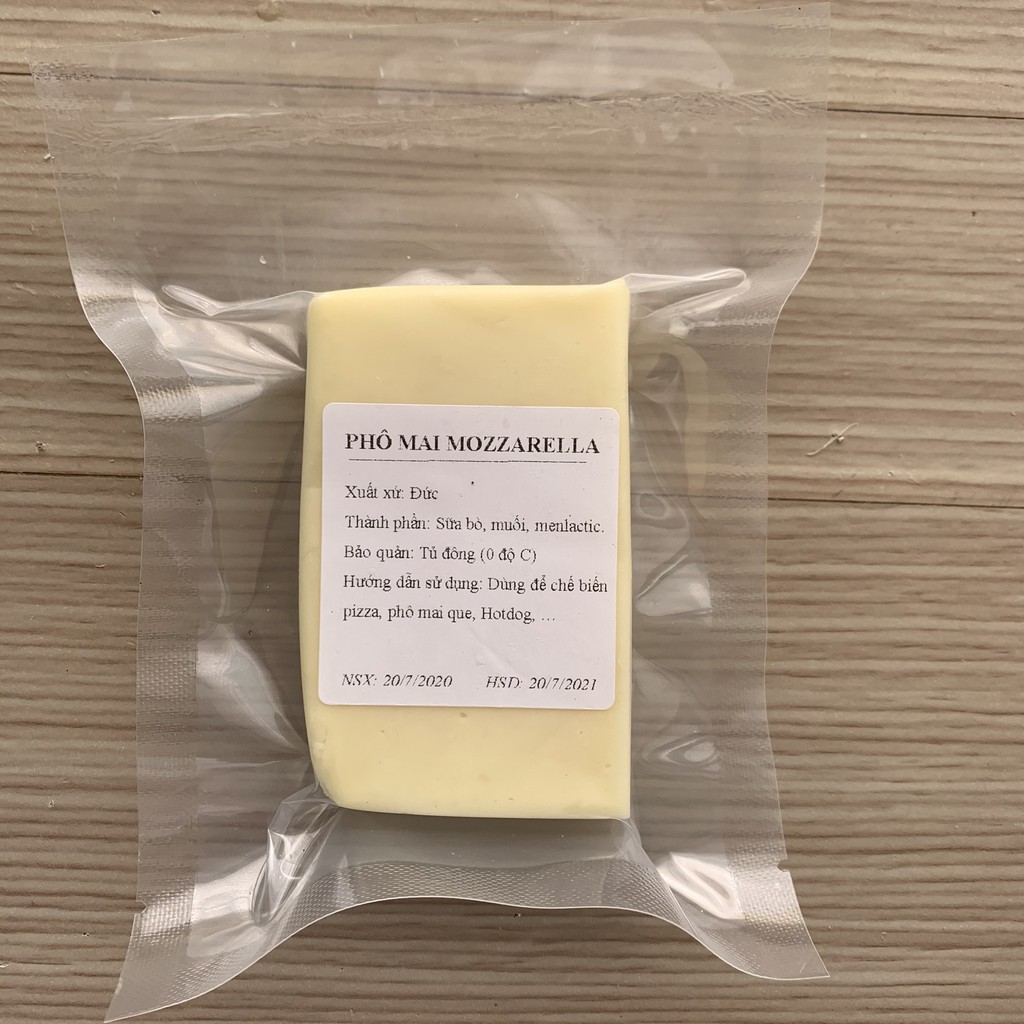 PHÔ MAI MOZZARELLA
Xuất xứ: Đức
Thành phần: Sữa bò, muối, menlactic.
Bảo quản: Tủ đông (0 độ C)
Hướng dẫn sử dụng: Dùng để chế biến
pizza, phô mai que, Hotdog, ...
NSX: 20/7/2020 HSD: 20/7/2021